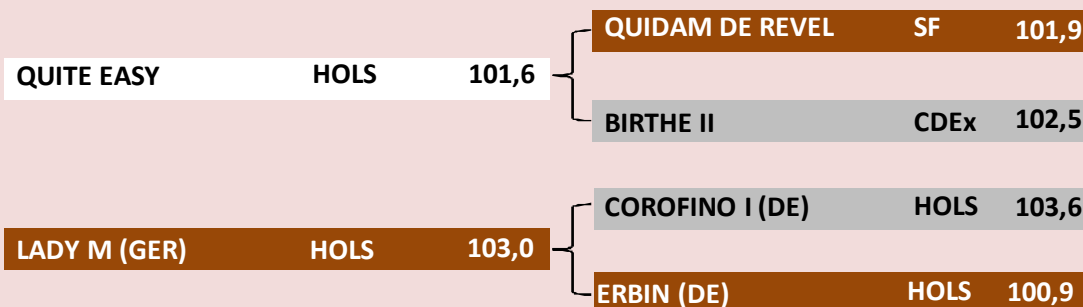 QUIDAM DE REVEL SF 101,9
QUITE EASY HOLS 101,6
BIRTHE II CDEx 102,5
COROFINO I (DE) HOLS 103,6
LADY M (GER) HOLS 103,0
ERBIN (DE) HOLS 100,9